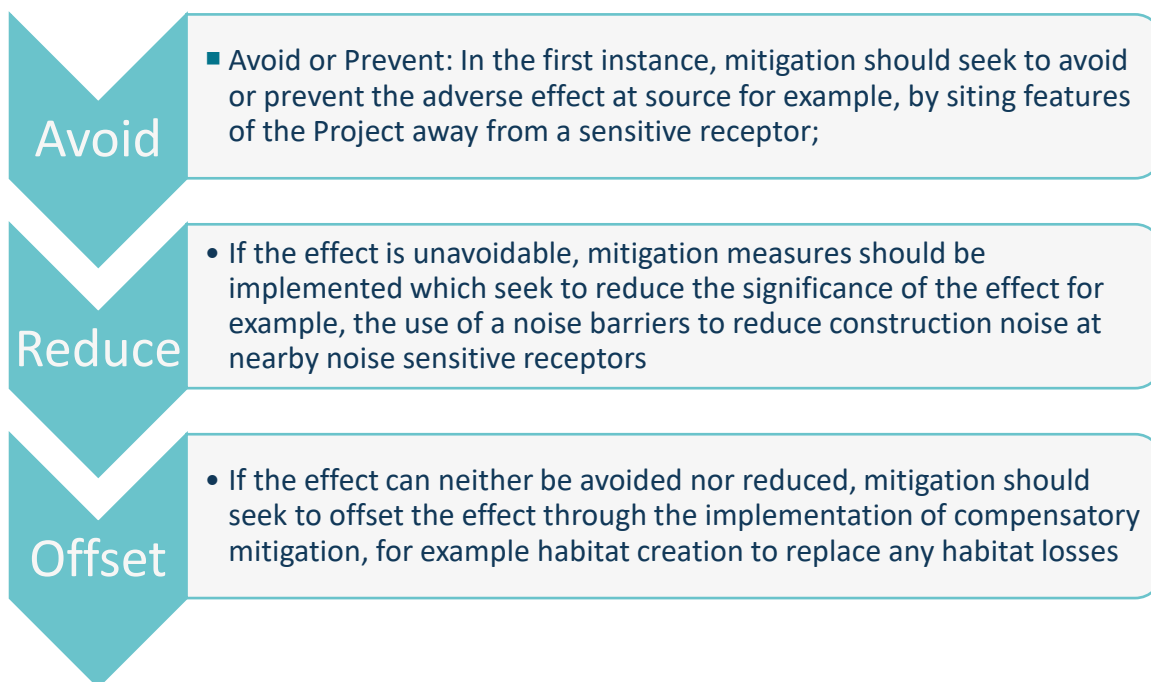 Avoid
▪ Avoid or Prevent: In the first instance, mitigation should seek to avoid
or prevent the adverse effect at source for example, by siting features
of the Project away from a sensitive receptor;
Reduce
• If the effect is unavoidable, mitigation measures should be
implemented which seek to reduce the significance of the effect for
example, the use of a noise barriers to reduce construction noise at
nearby noise sensitive receptors
Offset
• If the effect can neither be avoided nor reduced, mitigation should
seek to offset the effect through the implementation of compensatory
mitigation, for example habitat creation to replace any habitat losses